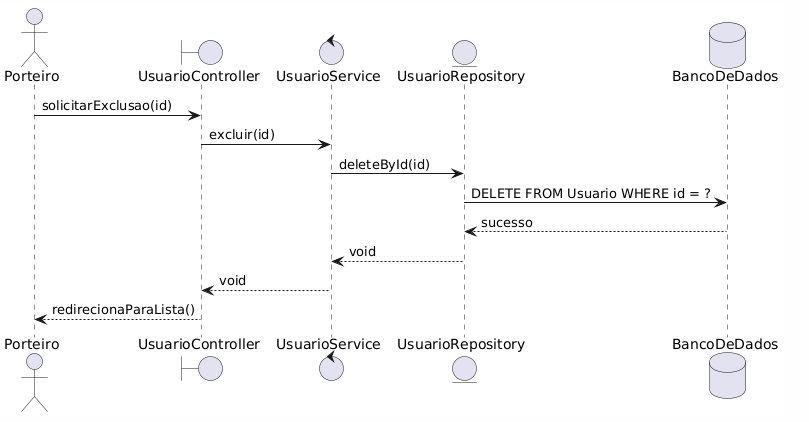 Porteiro UsuarioController UsuarioService UsuarioRepository BancoDeDados
solicitarExclusao(id)
excluir(id)
deleteById(id)
DELETE FROM Usuario WHERE id = ?
sucesso
void
void
redirecionaParaLista()
Porteiro UsuarioController UsuarioService UsuarioRepository BancoDeDados